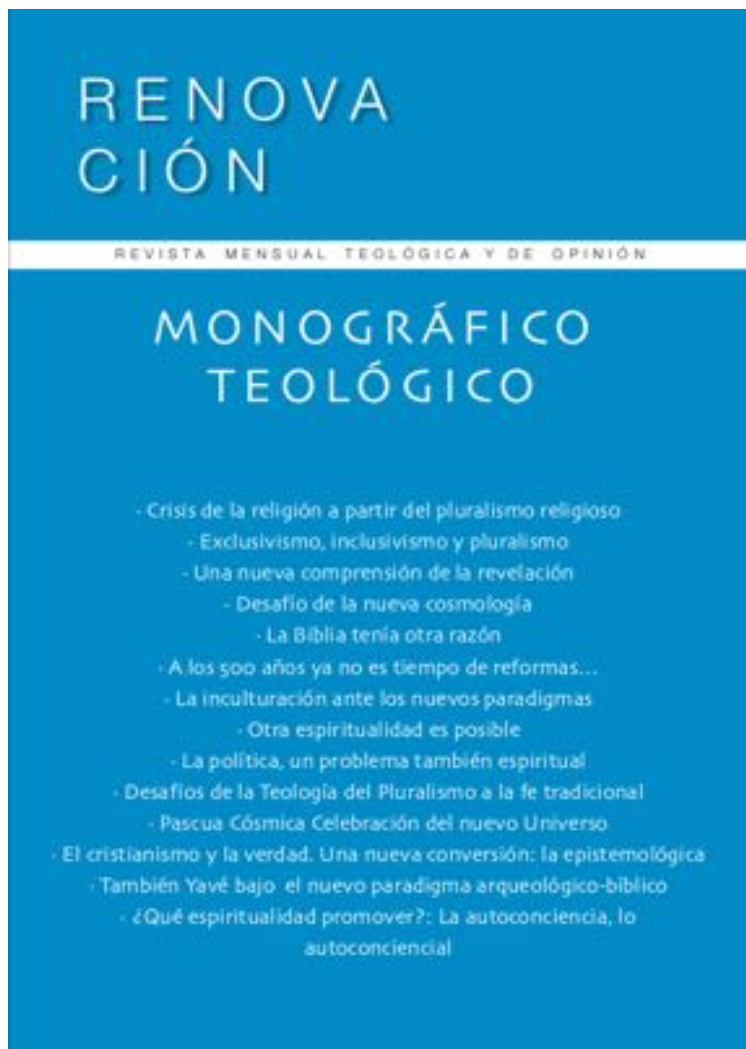 RENOVA
CIÓN
REVISTA MENSUAL TEOLÓGICA Y DE OPINIÓN
MONOGRÁFICO
TEOLÓGICO
· Crisis de la religión a partir del pluralismo religioso
· Exclusivismo, inclusivismo y pluralismo
· Una nueva comprensión de la revelación
· Desafío de la nueva cosmología
· La Biblia tenía otra razón
· A los 500 años ya no es tiempo de reformas...
· La inculturación ante los nuevos paradigmas
· Otra espiritualidad es posible
· La política, un problema también espiritual
· Desafíos de la Teología del Pluralismo a la fe tradicional
· Pascua Cósmica Celebración del nuevo Universo
· El cristianismo y la verdad. Una nueva conversión: la epistemológica
· También Yavé bajo el nuevo paradigma arqueológico-bíblico
· ¿Qué espiritualidad promover?: La autoconciencia, lo
autoconciencial